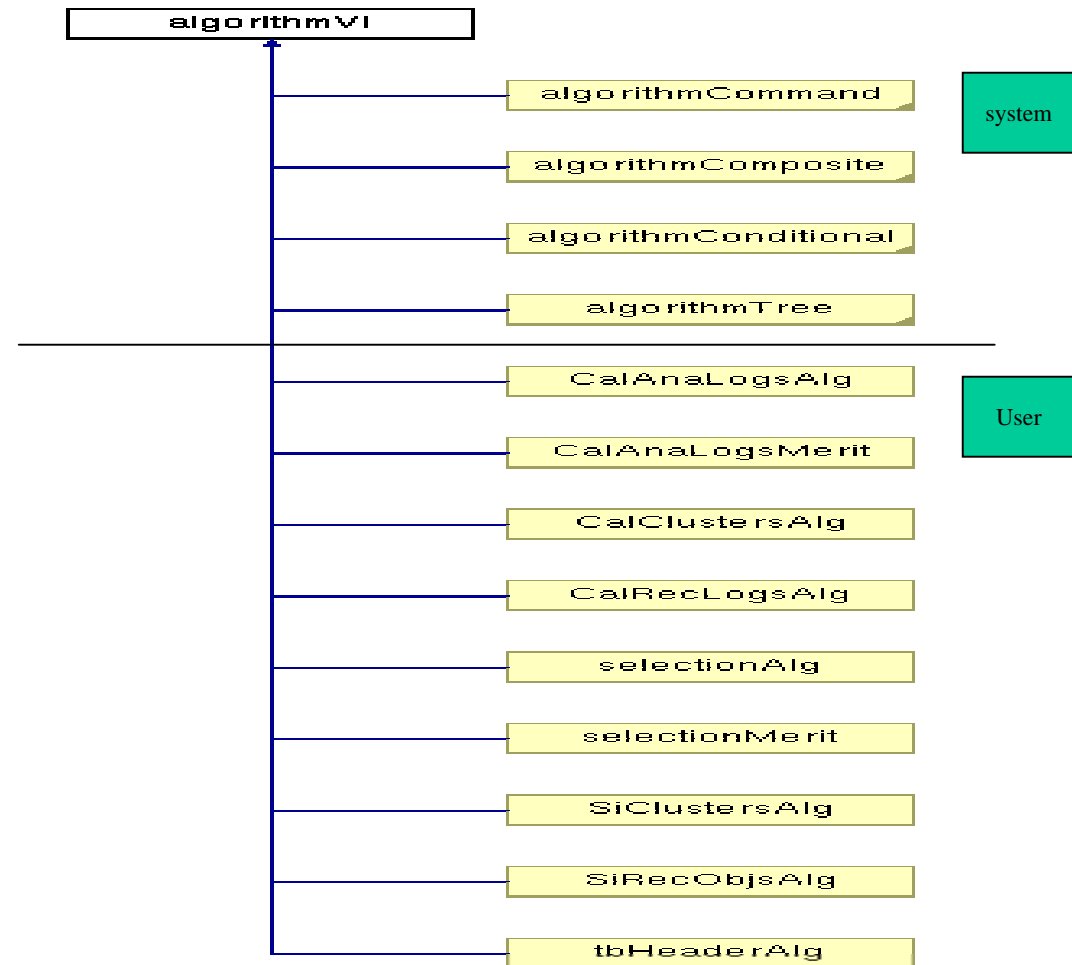 algorithmVI
algorithmCommand
system
algorithmComposite
algorithmConditional
algorithmTree
CalAnaLogsAlg
User
CalAnaLogsMerit
CalClustersAlg
CalRecLogsAlg
selectionAlg
selectionMerit
SiClustersAlg
SiRecObjsAlg
tbHeaderAlg